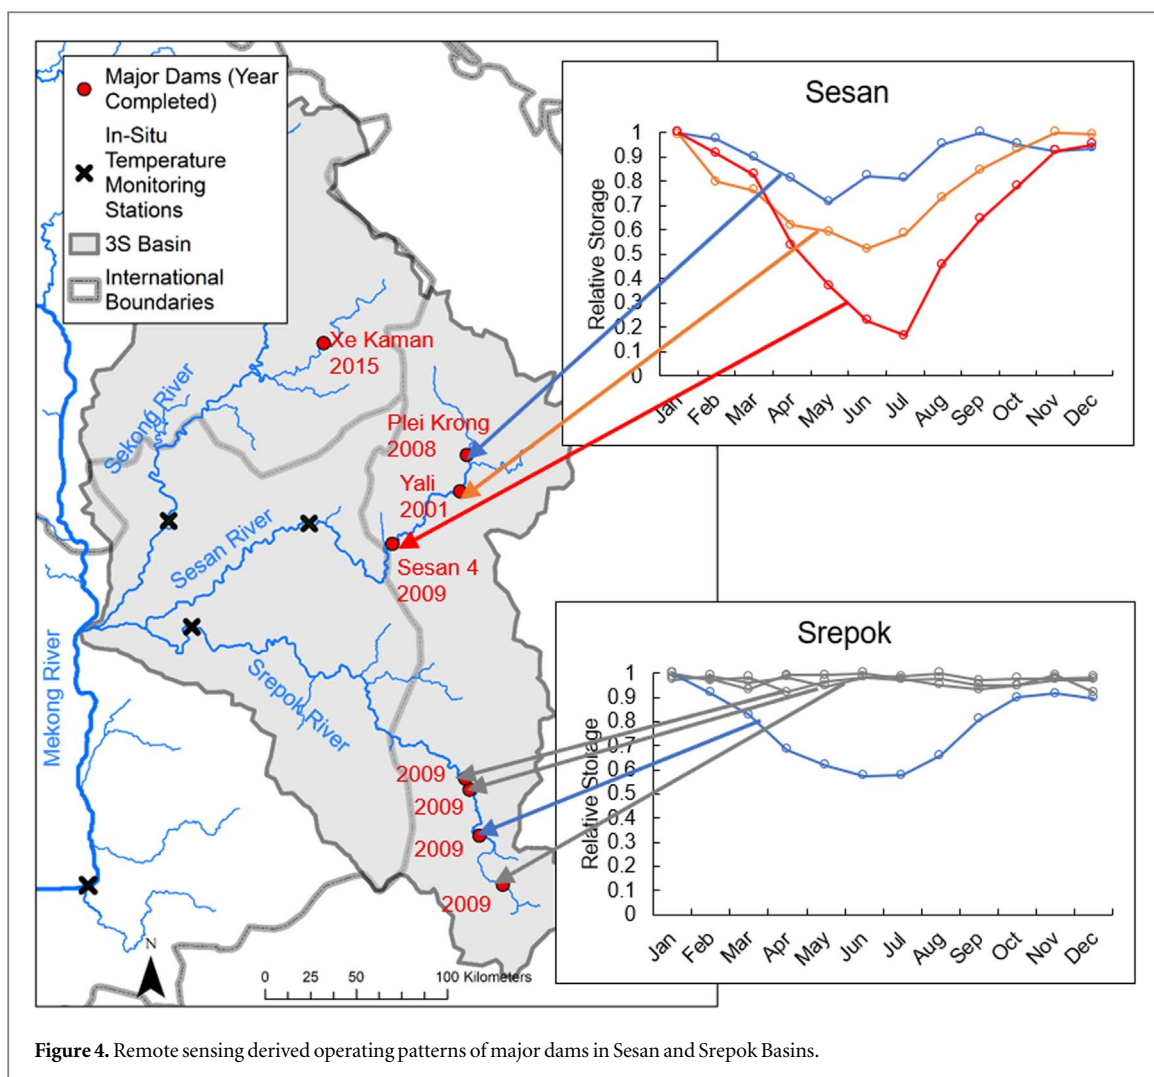 Major Dams (Year
Completed)
In-Situ
Temperature
Monitoring
Stations
3S Basin
International
Boundaries
Xe Kaman
2015
Plei Krong
2008
Yali
2001
Sesan 4
2009
Sekong River
Sesan River
Srepok River
Mekong River
2009
2009
2009
2009
N
0 25 50 100 Kilometers
Sesan
Relative Storage
1
0.9
0.8
0.7
0.6
0.5
0.4
0.3
0.2
0.1
0
Jan Feb Mar Apr May Jun Jul Aug Sep Oct Nov Dec
Srepok
Relative Storage
1
0.9
0.8
0.7
0.6
0.5
0.4
0.3
0.2
0.1
0
Jan Feb Mar Apr May Jun Jul Aug Sep Oct Nov Dec
Figure 4. Remote sensing derived operating patterns of major dams in Sesan and Srepok Basins.